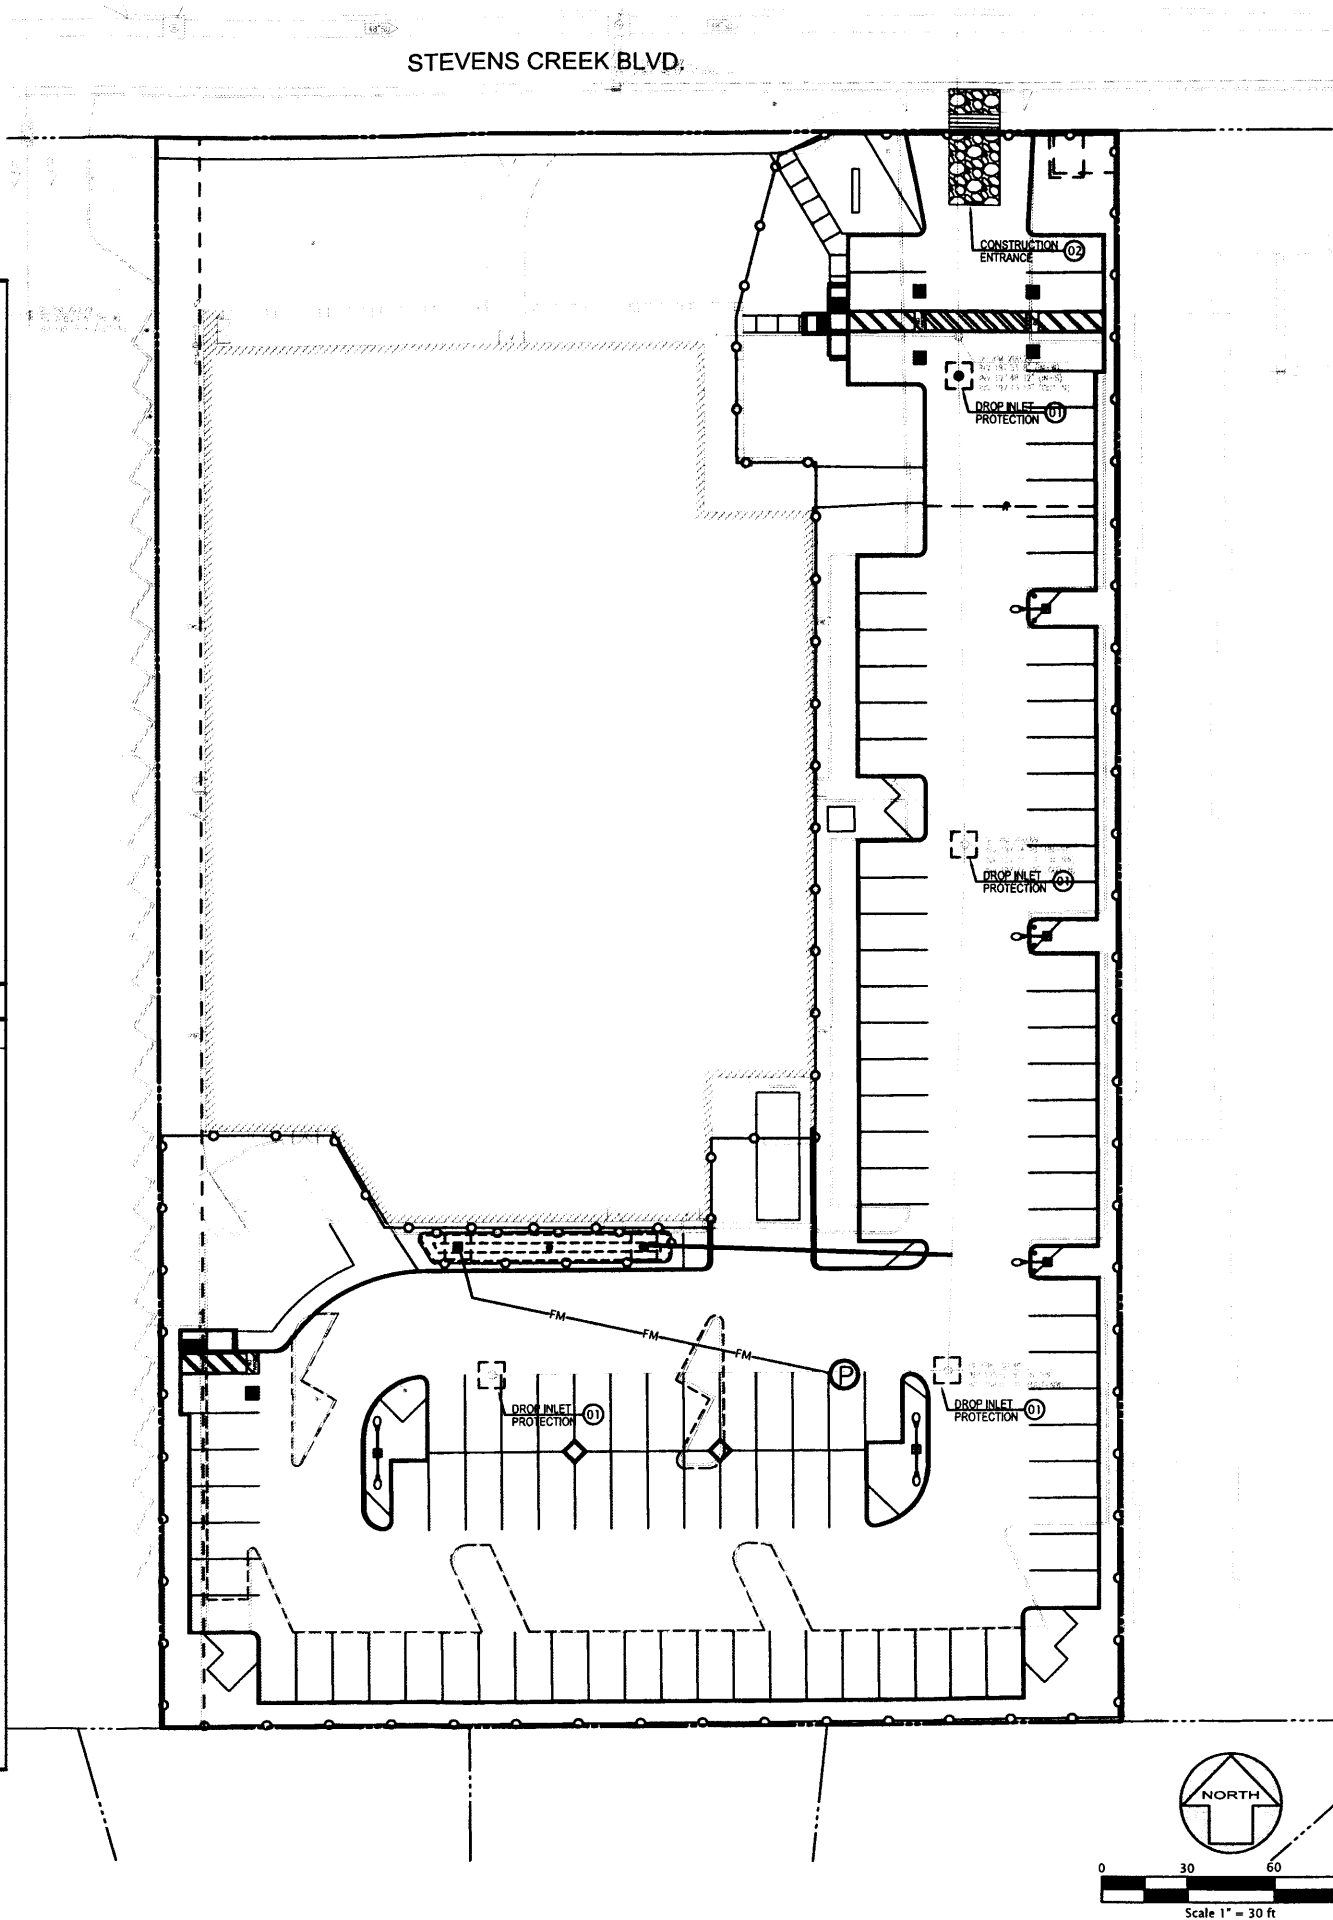 STEVENS CREEK BLVD.
CONSTRUCTION
ENTRANCE
02
DROP INLET
PROTECTION
01
DROP INLET
PROTECTION
01
FM
FM
FM
P
DROP INLET
PROTECTION
01
DROP INLET
PROTECTION
01
NORTH
0 30 60
Scale 1" = 30 ft